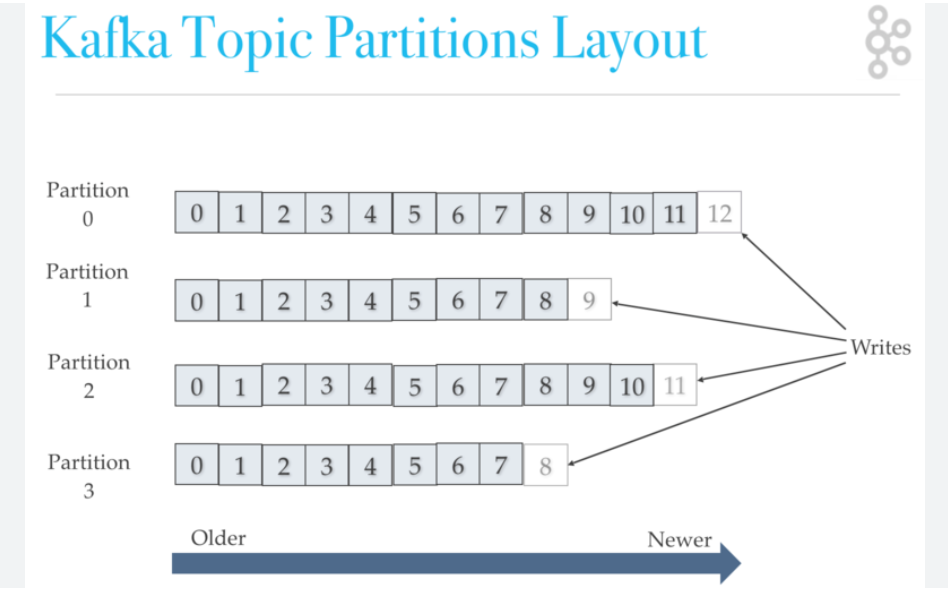 Kafka Topic Partitions Layout
Partition
0
0 1 2 3 4 5 6 7 8 9 10 11 12
Partition
1
0 1 2 3 4 5 6 7 8 9
Writes
Partition
2
0 1 2 3 4 5 6 7 8 9 10 11
Partition
3
0 1 2 3 4 5 6 7 8
Older
Newer